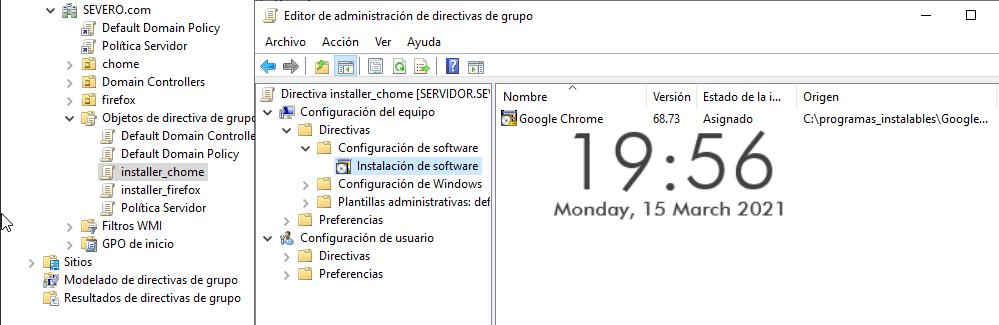 SEVERO.com
Default Domain Policy
Política Servidor
chome
Domain Controllers
firefox
Objetos de directiva de grupo
Default Domain Controlle
Default Domain Policy
installer_chome
installer_firefox
Política Servidor
Filtros WMI
GPO de inicio
Sitios
Modelado de directivas de grupo
Resultados de directivas de grupo
Editor de administración de directivas de grupo
Archivo Acción Ver Ayuda
Directiva installer_chome [SERVIDOR.SEV
Configuración del equipo
Directivas
Configuración de software
Instalación de software
Configuración de Windows
Plantillas administrativas: def
Preferencias
Configuración de usuario
Directivas
Preferencias
Nombre Versión Estado de la i... Origen
Google Chrome 68.73 Asignado C:\programas_instalables\Google...
19:56
Monday, 15 March 2021